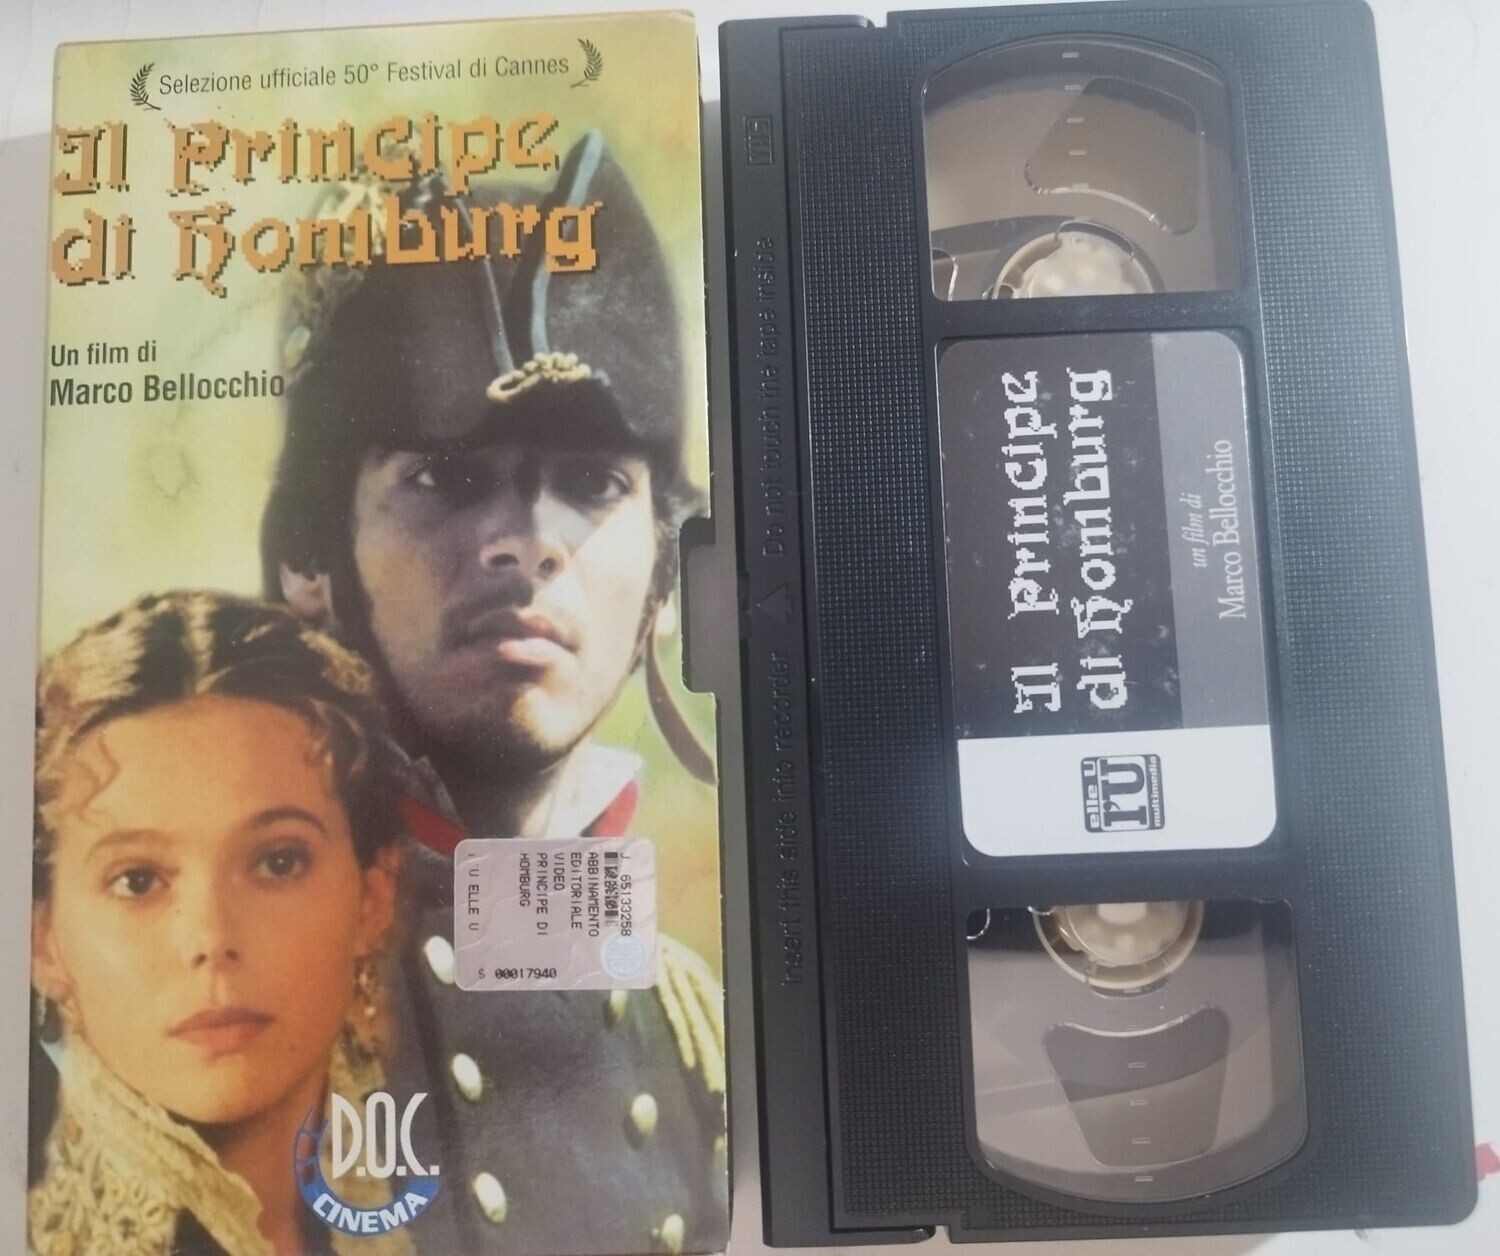 Selezione ufficiale 50° Festival di Cannes
Il Principe
di Homburg
Un film di
Marco Bellocchio
J 65133258
ABBINAMENTO
EDITORIALE
VIDEO
PRINCIPE DI
HOMBURG
L'U ELLE U
S 00017940
D.O.C.
CINEMA
VHS
Do not touch the tape inside
Insert this side into recorder
Il Principe
di Homburg
un film di
Marco Bellocchio
elle U
l'U
multimedia